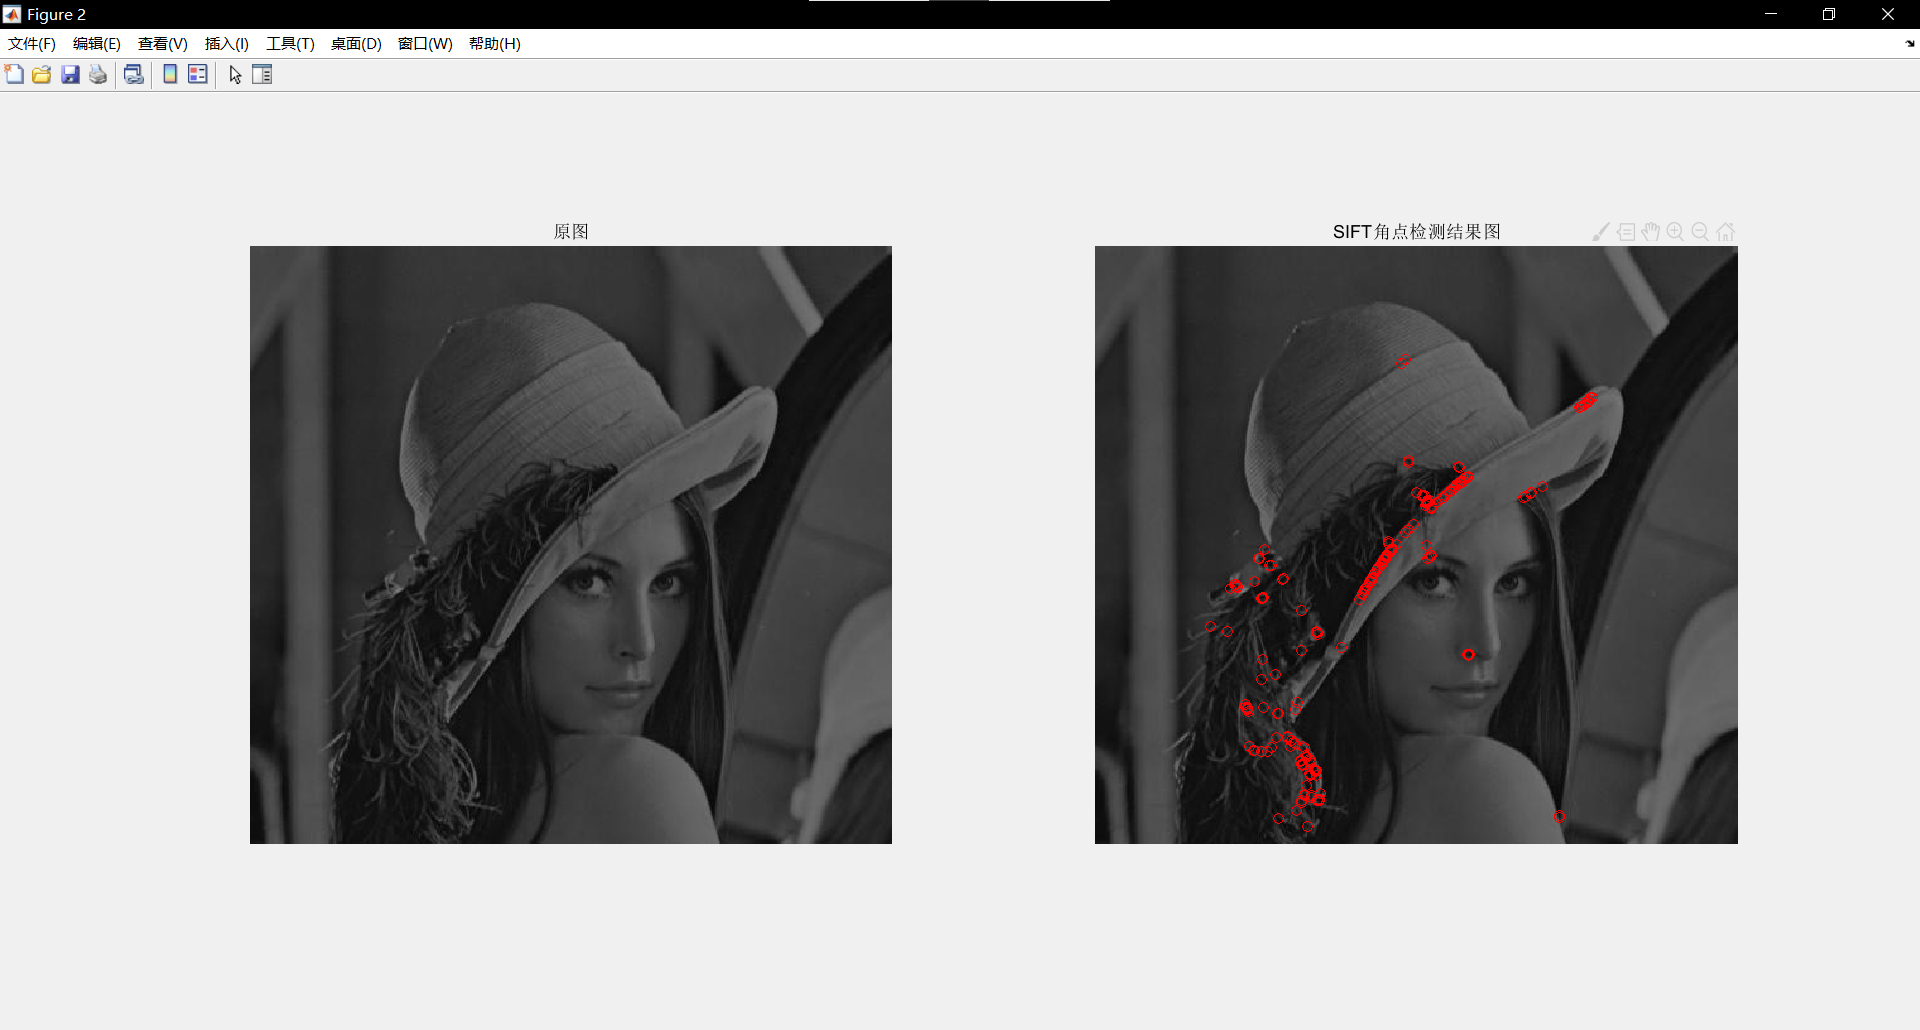 Figure 2
文件(F) 编辑(E) 查看(V) 插入(I) 工具(T) 桌面(D) 窗口(W) 帮助(H)
原图
SIFT角点检测结果图